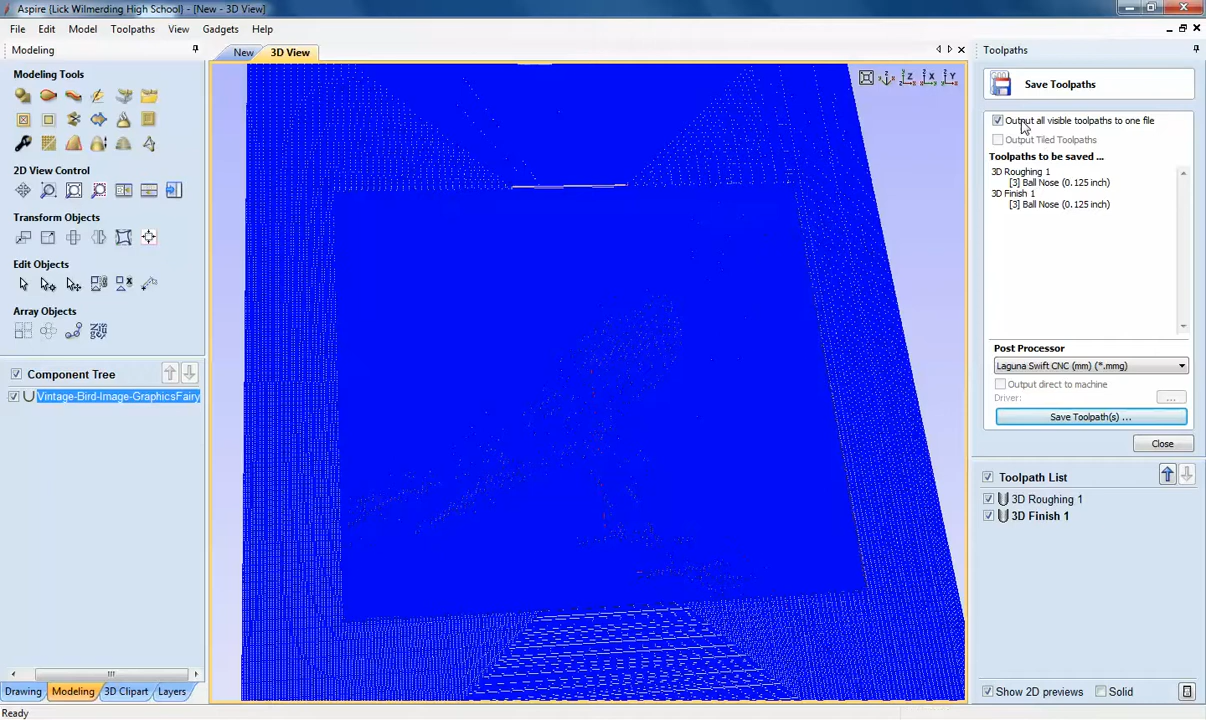 Aspire {Lick Wilmerding High School} - [New - 3D View]
File Edit Model Toolpaths View Gadgets Help
Modeling
Modeling Tools
2D View Control
Transform Objects
Edit Objects
Array Objects
Component Tree
Vintage-Bird-Image-GraphicsFairy
Drawing Modeling 3D Clipart Layers
Ready
New 3D View
Z X Y
Toolpaths
Save Toolpaths
Output all visible toolpaths to one file
Output Tiled Toolpaths
Toolpaths to be saved ...
3D Roughing 1
[3] Ball Nose (0.125 inch)
3D Finish 1
[3] Ball Nose (0.125 inch)
Post Processor
Laguna Swift CNC (mm) (*.mmg)
Output direct to machine
Driver: ...
Save Toolpath(s) ...
Close
Toolpath List
3D Roughing 1
3D Finish 1
Show 2D previews Solid